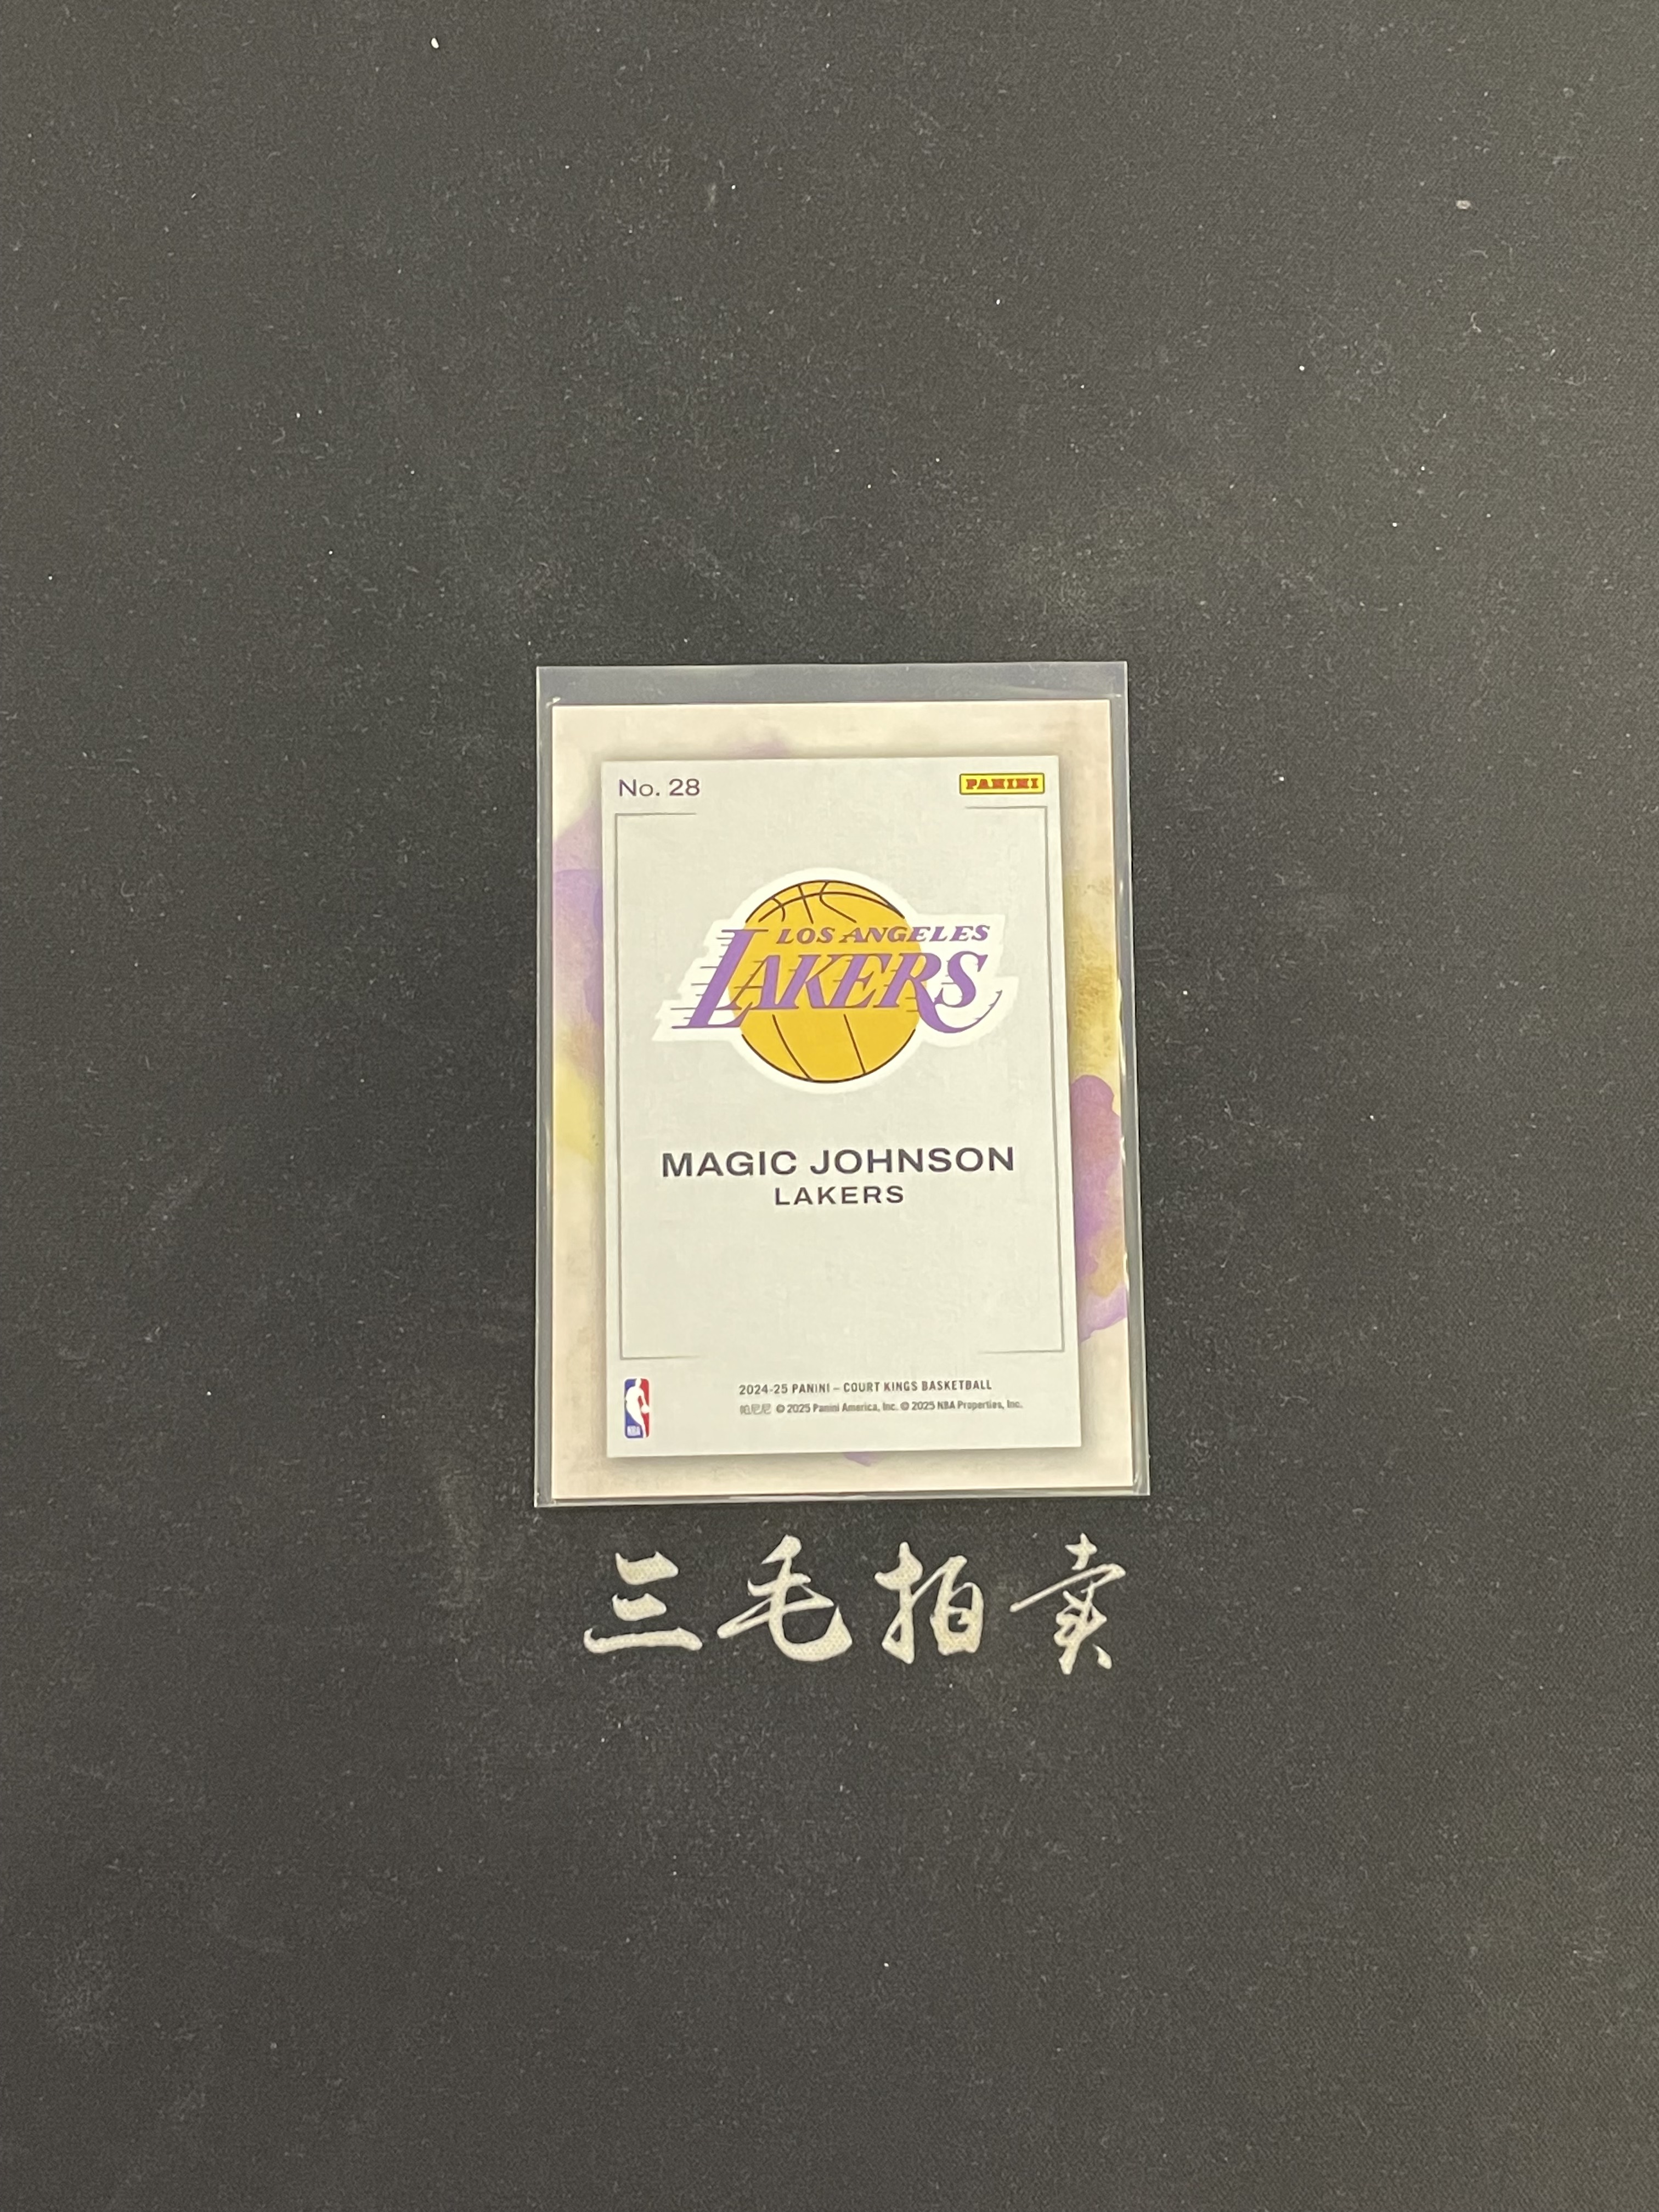 No. 28
PANINI
LOS ANGELES
LAKERS
MAGIC JOHNSON
LAKERS
2024-25 PANINI – COURT KINGS BASKETBALL
帕尼尼 © 2025 Panini America, Inc. © 2025 NBA Properties, Inc.
NBA
三毛拍卖